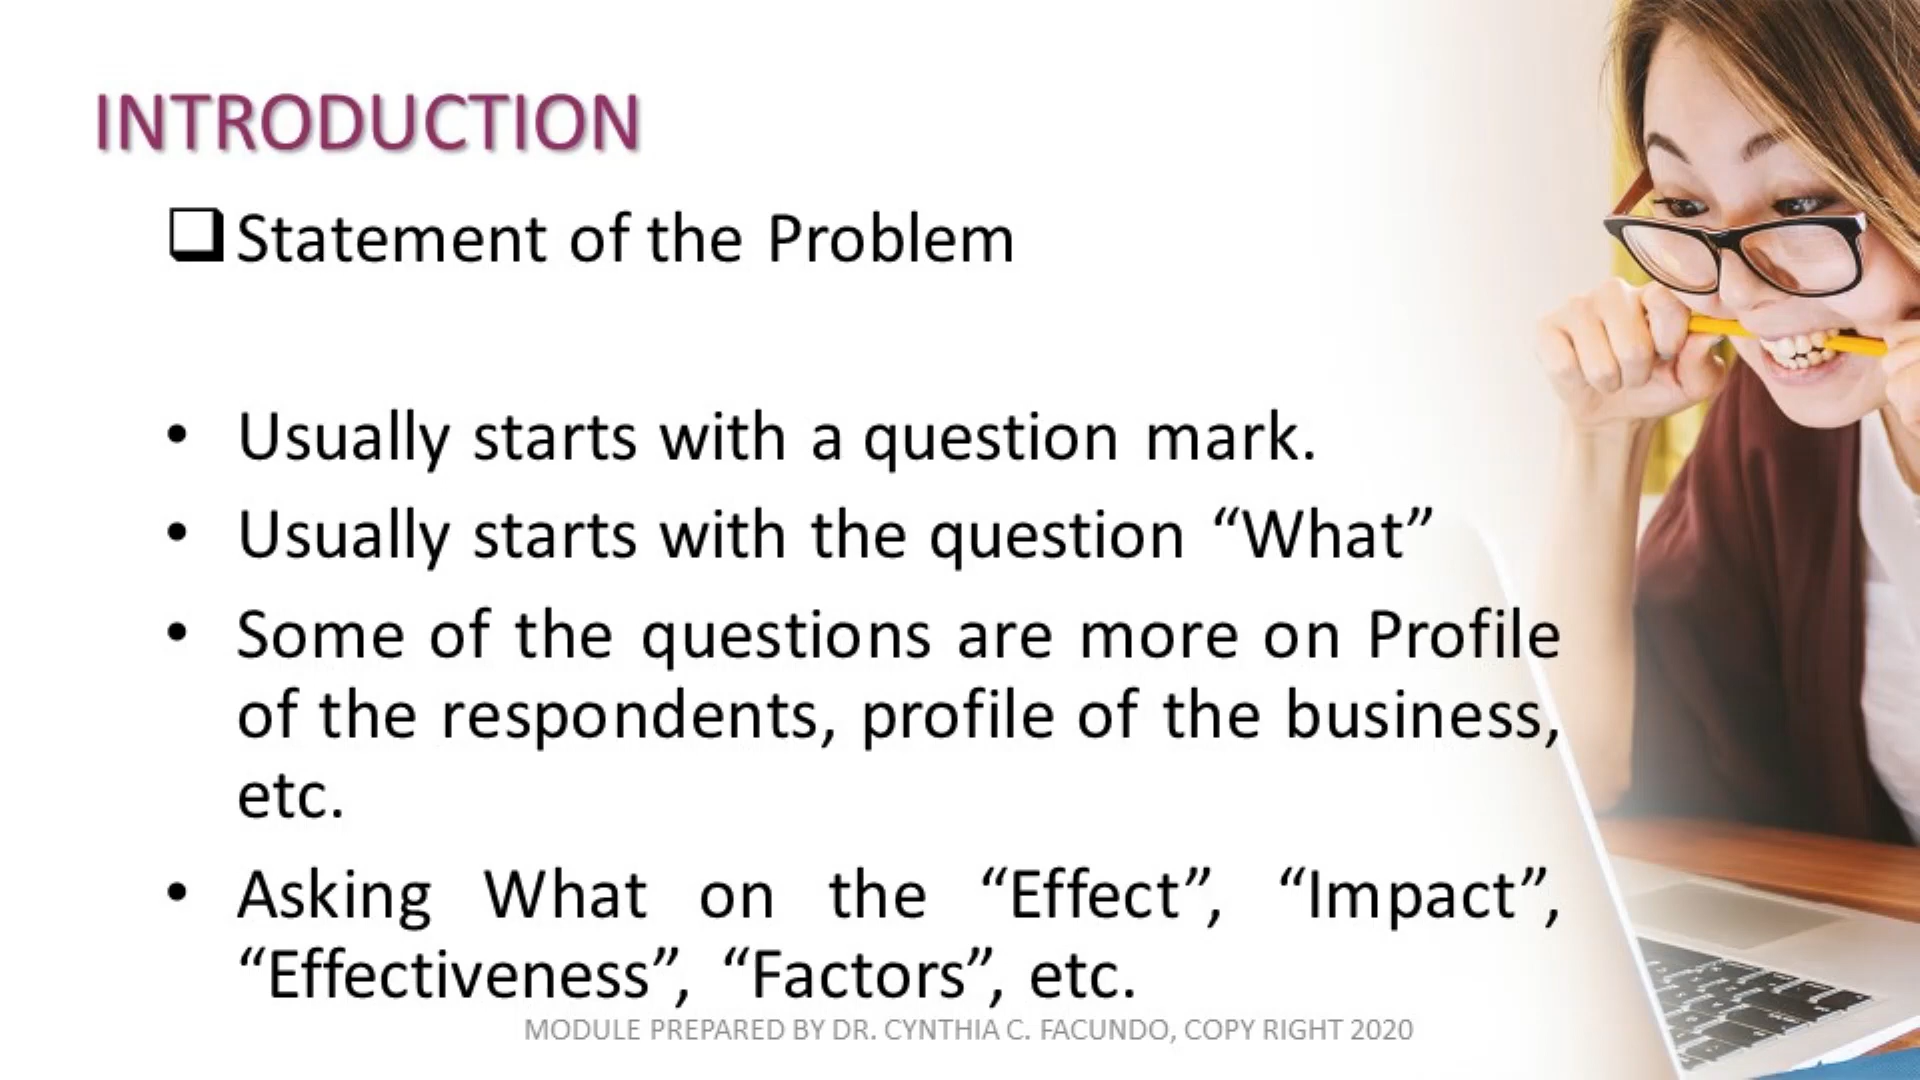 INTRODUCTION
❑ Statement of the Problem
• Usually starts with a question mark.
• Usually starts with the question “What”
• Some of the questions are more on Profile
of the respondents, profile of the business,
etc.
• Asking What on the “Effect”, “Impact”,
“Effectiveness”, “Factors”, etc.
MODULE PREPARED BY DR. CYNTHIA C. FACUNDO, COPY RIGHT 2020